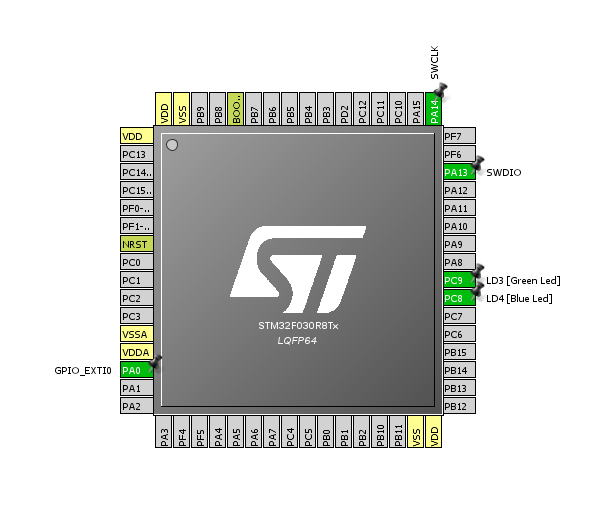 SWCLK
VDD
VSS
PB9
PB8
BOO..
PB7
PB6
PB5
PB4
PB3
PD2
PC12
PC11
PC10
PA15
PA14
VDD
PC13
PC14..
PC15..
PF0-..
PF1-..
NRST
PC0
PC1
PC2
PC3
VSSA
VDDA
GPIO_EXTI0 PA0
PA1
PA2
PF7
PF6
PA13 SWDIO
PA12
PA11
PA10
PA9
PA8
PC9 LD3 [Green Led]
PC8 LD4 [Blue Led]
PC7
PC6
PB15
PB14
PB13
PB12
ST
STM32F030R8Tx
LQFP64
PA3
PF4
PF5
PA4
PA5
PA6
PA7
PC4
PC5
PB0
PB1
PB2
PB10
PB11
VSS
VDD